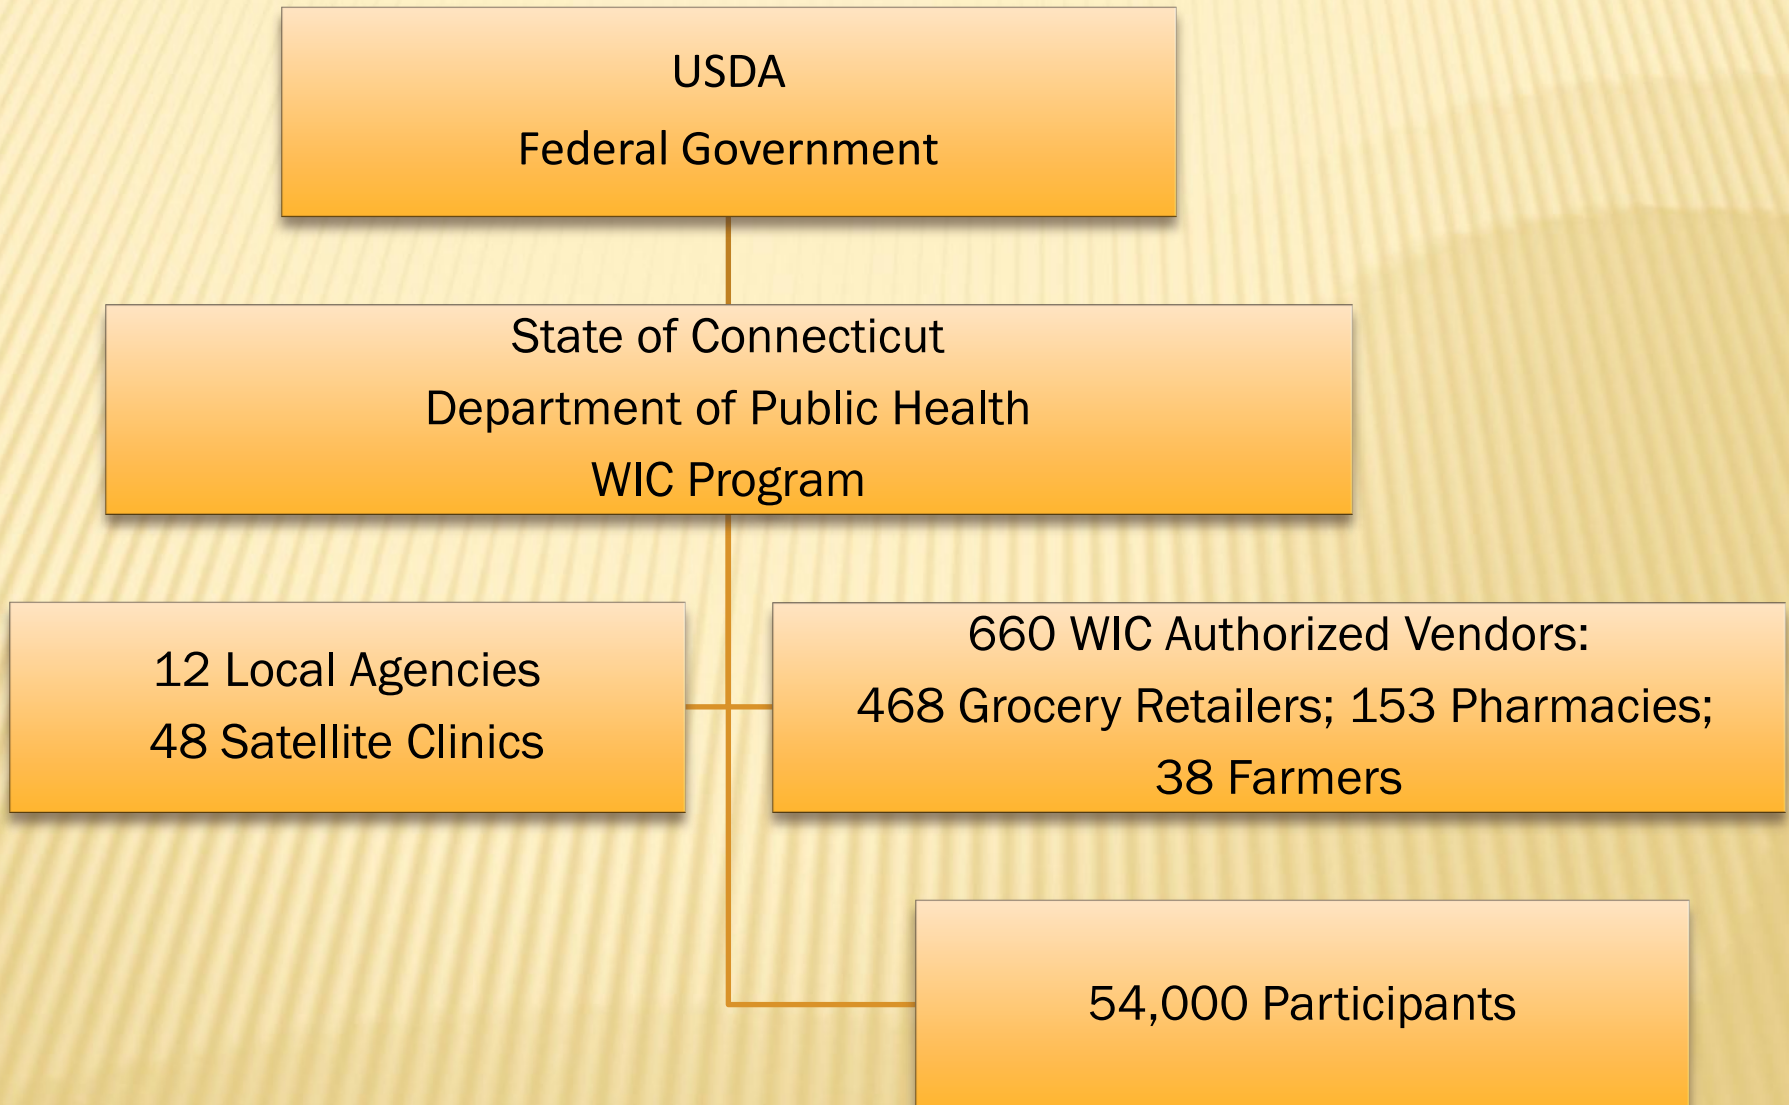 USDA
Federal Government
State of Connecticut
Department of Public Health
WIC Program
12 Local Agencies
48 Satellite Clinics
660 WIC Authorized Vendors:
468 Grocery Retailers; 153 Pharmacies;
38 Farmers
54,000 Participants